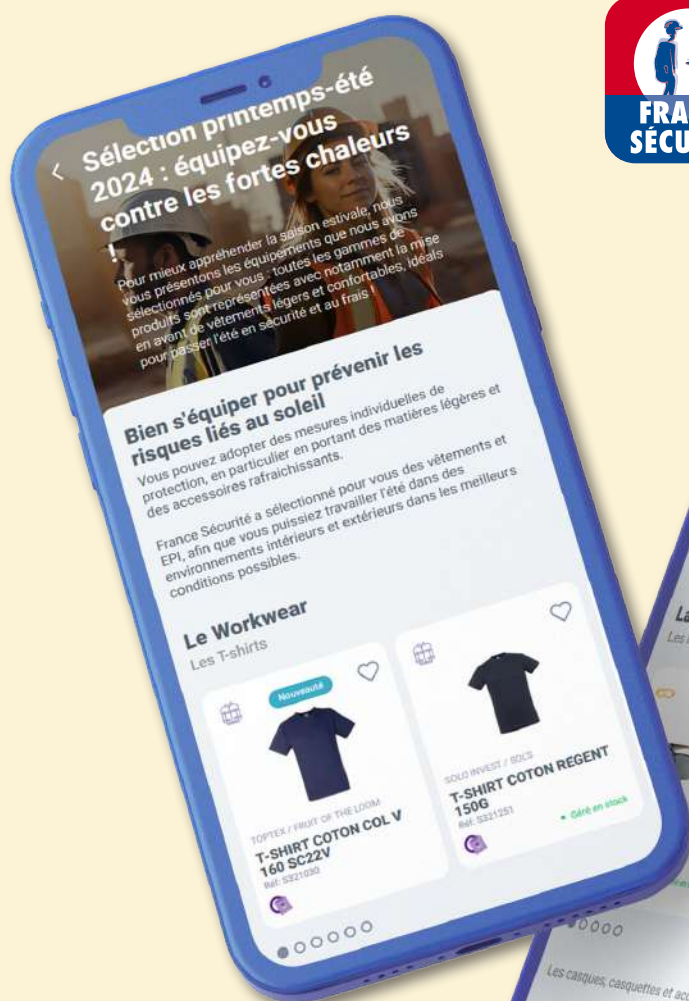 Sélection printemps-été
2024 : équipez-vous
contre les fortes chaleurs
!
Pour mieux appréhender la saison estivale, nous
vous présentons les équipements que nous avons
sélectionnés pour vous : toutes les gammes de
produits sont représentées avec notamment la mise
en avant de vêtements légers et confortables, idéals
pour passer l'été en sécurité et au frais !
Bien s'équiper pour prévenir les
risques liés au soleil
Vous pouvez adopter des mesures individuelles de
protection, en particulier en portant des matières légères et
des accessoires rafraichissants.
France Sécurité a sélectionné pour vous des vêtements et
EPI, afin que vous puissiez travailler l'été dans des
environnements intérieurs et extérieurs dans les meilleurs
conditions possibles.
Le Workwear
Les T-shirts
Nouveauté
TOPTEX / FRUIT OF THE LOOM
T-SHIRT COTON COL V
160 SC22V
Réf: S321030
SOLO INVEST / SOLS
T-SHIRT COTON REGENT
150G
Réf: S321251
Géré en stock
FRA
SÉCU
La
Les
Les casques, casquettes et acc